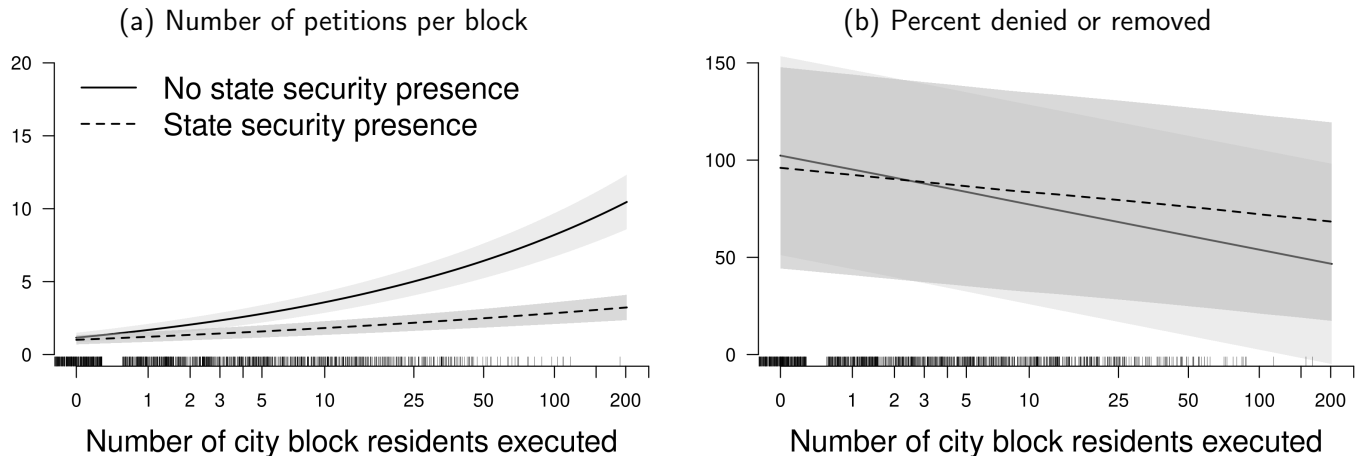 (a) Number of petitions per block
20
15
10
5
0
No state security presence
State security presence
0 1 2 3 5 10 25 50 100 200
Number of city block residents executed
(b) Percent denied or removed
150
100
50
0
0 1 2 3 5 10 25 50 100 200
Number of city block residents executed